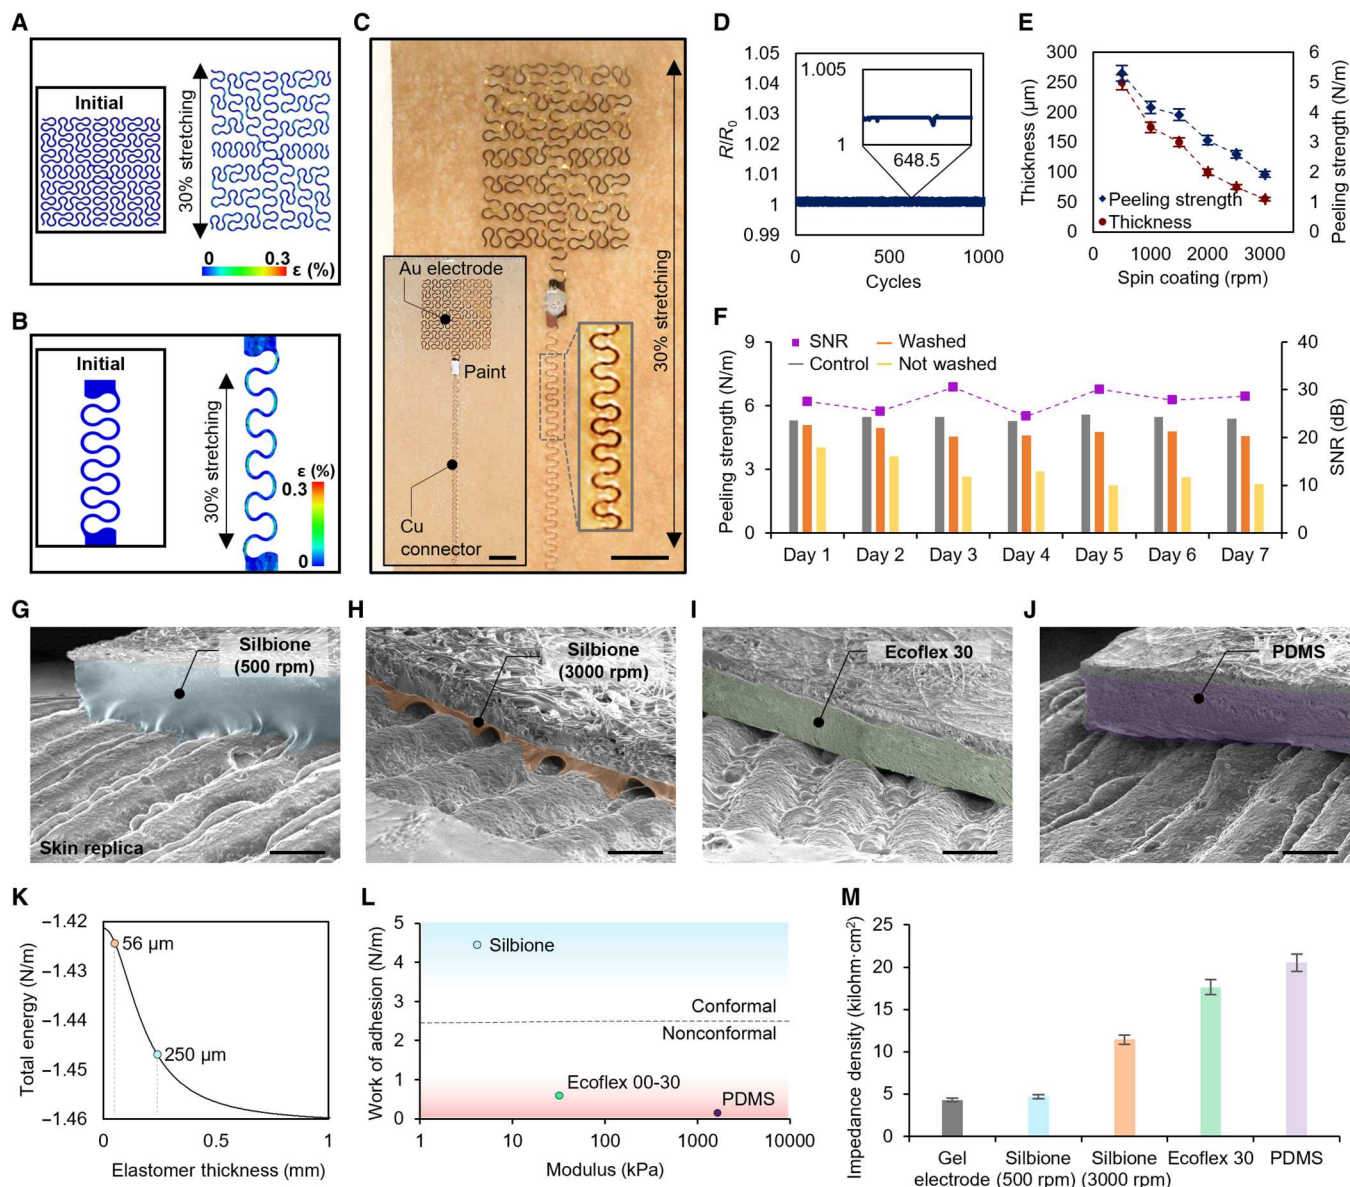 A
Initial
30% stretching
0
0.3
ε (%)
B
Initial
30% stretching
ε (%)
0.3
0
C
Au electrode
Paint
Cu
connector
30% stretching
D
1.05
1.04
1.03
1.02
1.01
1
0.99
R/R0
1.005
1
648.5
0
1000
Cycles
E
300
250
200
150
100
50
0
Thickness (µm)
6
5
4
3
2
1
0
Peeling strength (N/m)
Peeling strength
Thickness
0
1000
2000
3000
Spin coating (rpm)
F
SNR
Washed
Control
Not washed
9
6
3
0
Peeling strength (N/m)
40
30
20
10
0
SNR (dB)
Day 1
Day 2
Day 3
Day 4
Day 5
Day 6
Day 7
G
Silbione
(500 rpm)
Skin replica
H
Silbione
(3000 rpm)
I
Ecoflex 30
J
PDMS
K
−1.42
−1.43
−1.44
−1.45
−1.46
Total energy (N/m)
56 µm
250 µm
0
0.5
1
Elastomer thickness (mm)
L
5
4
3
2
1
0
Work of adhesion (N/m)
Silbione
Conformal
Nonconformal
Ecoflex 00-30
PDMS
1
10
100
1000
10000
Modulus (kPa)
M
25
20
15
10
5
0
Impedance density (kilohm·cm²)
Gel
electrode
Silbione
(500 rpm)
Silbione
(3000 rpm)
Ecoflex 30
PDMS